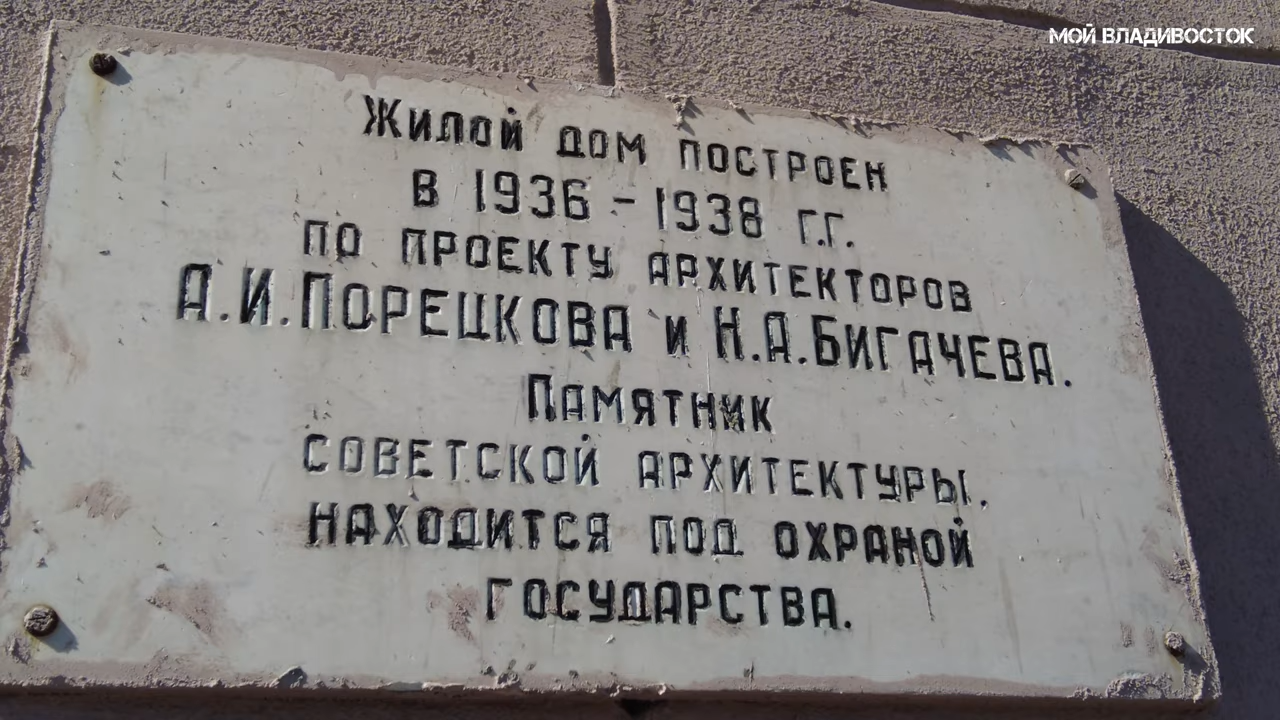 МОЙ ВЛАДИВОСТОК
Жилой дом построен
в 1936 - 1938 г.г.
по проекту архитекторов
А.И.Порецкова и Н.А.Бигачева.
Памятник
советской архитектуры.
находится под охраной
государства.